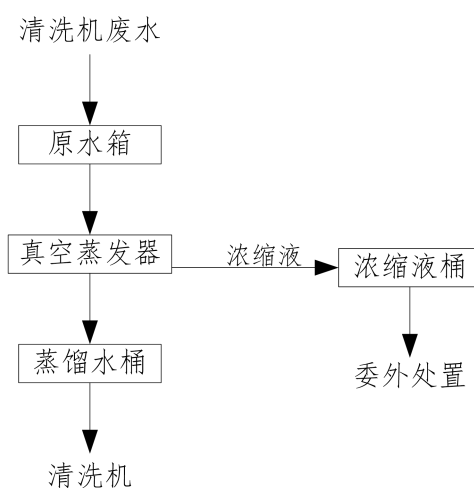 清洗机废水
原水箱
真空蒸发器
浓缩液
浓缩液桶
蒸馏水桶
委外处置
清洗机